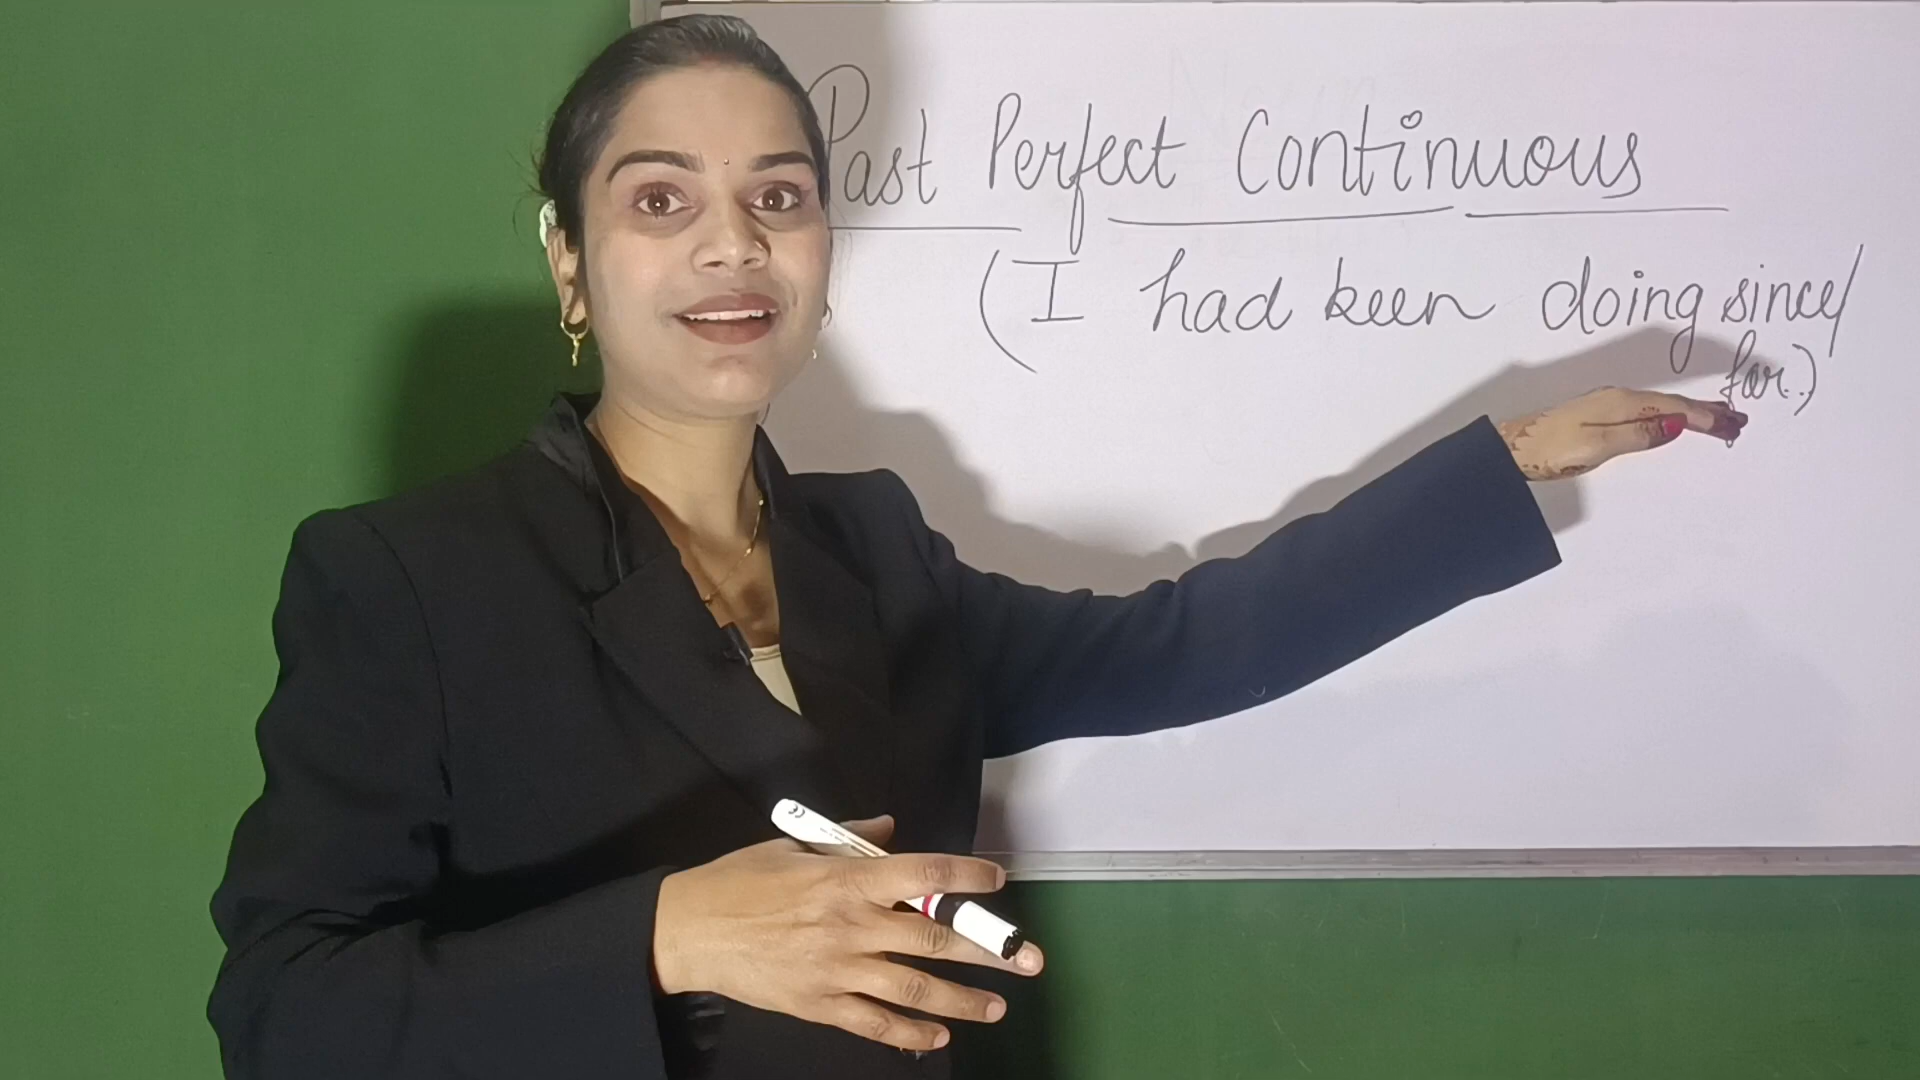 Past Perfect Continuous
(I had been doing since/
for..)